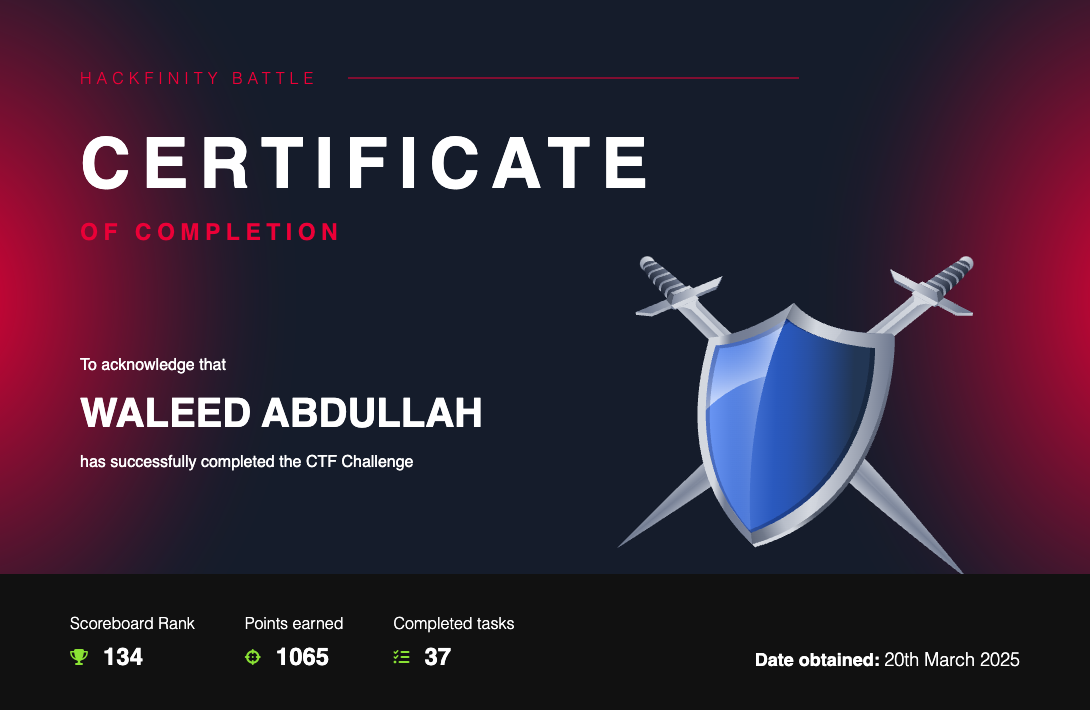 HACKFINITY BATTLE
CERTIFICATE
OF COMPLETION
To acknowledge that
WALEED ABDULLAH
has successfully completed the CTF Challenge
Scoreboard Rank
134
Points earned
1065
Completed tasks
37
Date obtained: 20th March 2025